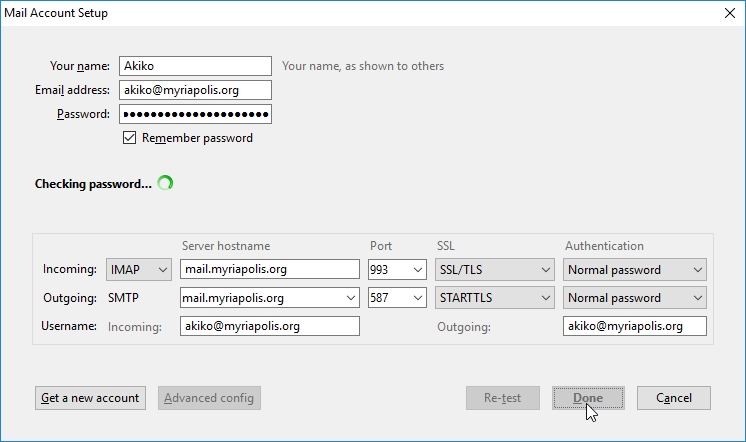 Mail Account Setup
Your name: Akiko Your name, as shown to others
Email address: akiko@myriapolis.org
Password: ●●●●●●●●●●●●●●●●●●●●●
Remember password
Checking password...
Server hostname Port SSL Authentication
Incoming: IMAP mail.myriapolis.org 993 SSL/TLS Normal password
Outgoing: SMTP mail.myriapolis.org 587 STARTTLS Normal password
Username: Incoming: akiko@myriapolis.org Outgoing: akiko@myriapolis.org
Get a new account Advanced config Re-test Done Cancel